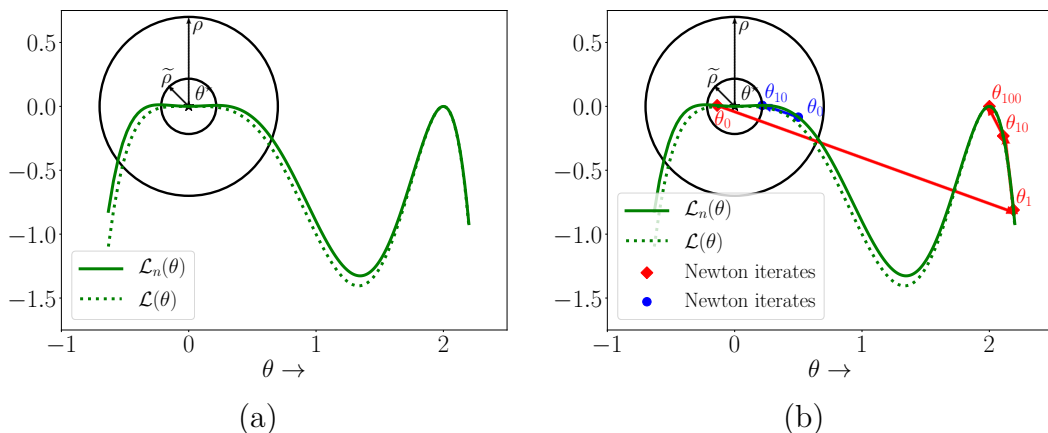 0.5
0.0
−0.5
−1.0
−1.5
−1
0
1
2
θ →
ρ
ρ̃
θ*
ℒₙ(θ)
ℒ(θ)
(a)
0.5
0.0
−0.5
−1.0
−1.5
−1
0
1
2
θ →
ρ
ρ̃
θ*
θ₀
θ₁₀
θ₀
θ₁₀₀
θ₁₀
θ₁
ℒₙ(θ)
ℒ(θ)
Newton iterates
Newton iterates
(b)